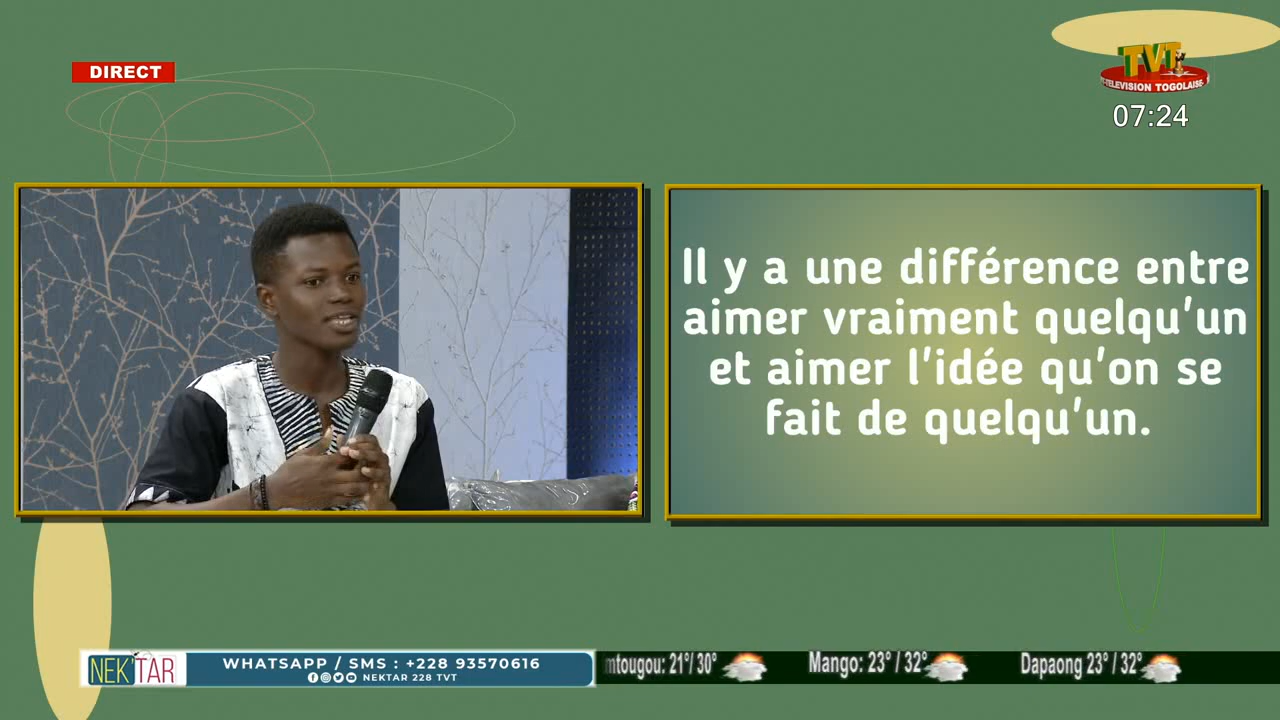 DIRECT
TVT
TELEVISION TOGOLAISE
07:24
Il y a une différence entre
aimer vraiment quelqu'un
et aimer l'idée qu'on se
fait de quelqu'un.
NEKTAR
WHATSAPP / SMS : +228 93570616
NEKTAR 228 TVT
mtougou: 21°/ 30° Mango: 23° / 32° Dapaong 23° / 32°